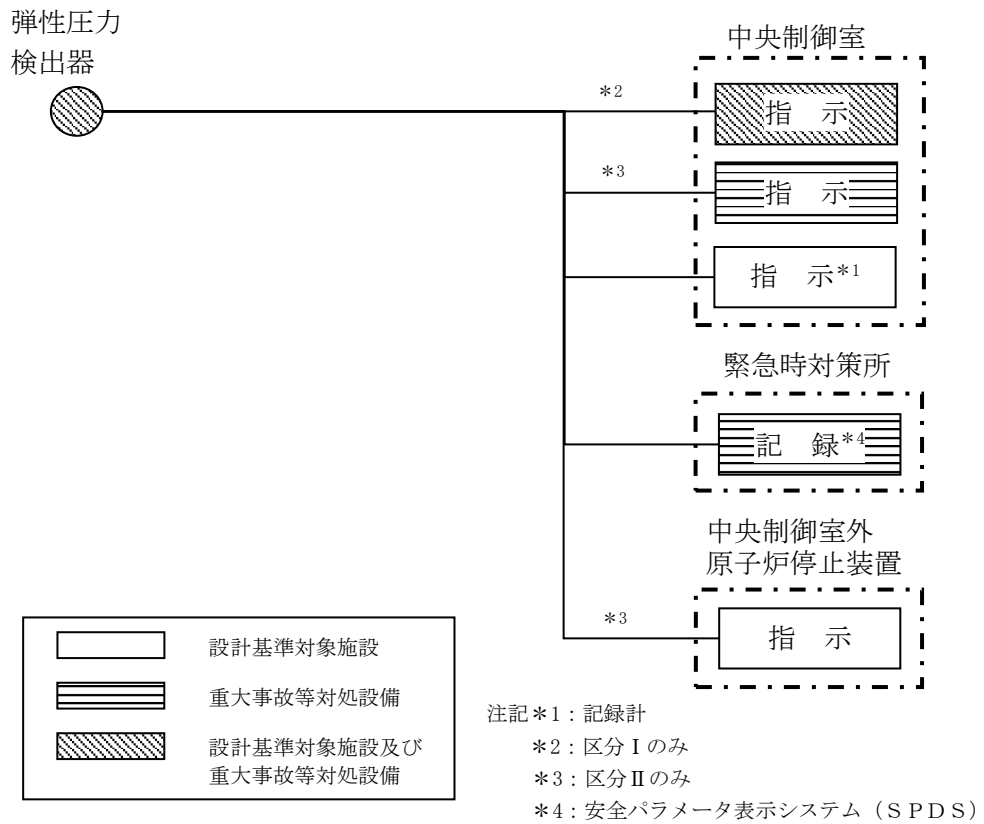 弾性圧力
検出器
中央制御室
＊2
指　示
＊3
指　示
指　示＊1
緊急時対策所
記　録＊4
中央制御室外
原子炉停止装置
＊3
指　示
設計基準対象施設
重大事故等対処設備
設計基準対象施設及び
重大事故等対処設備
注記＊1：記録計
＊2：区分Ⅰのみ
＊3：区分Ⅱのみ
＊4：安全パラメータ表示システム（ＳＰＤＳ）